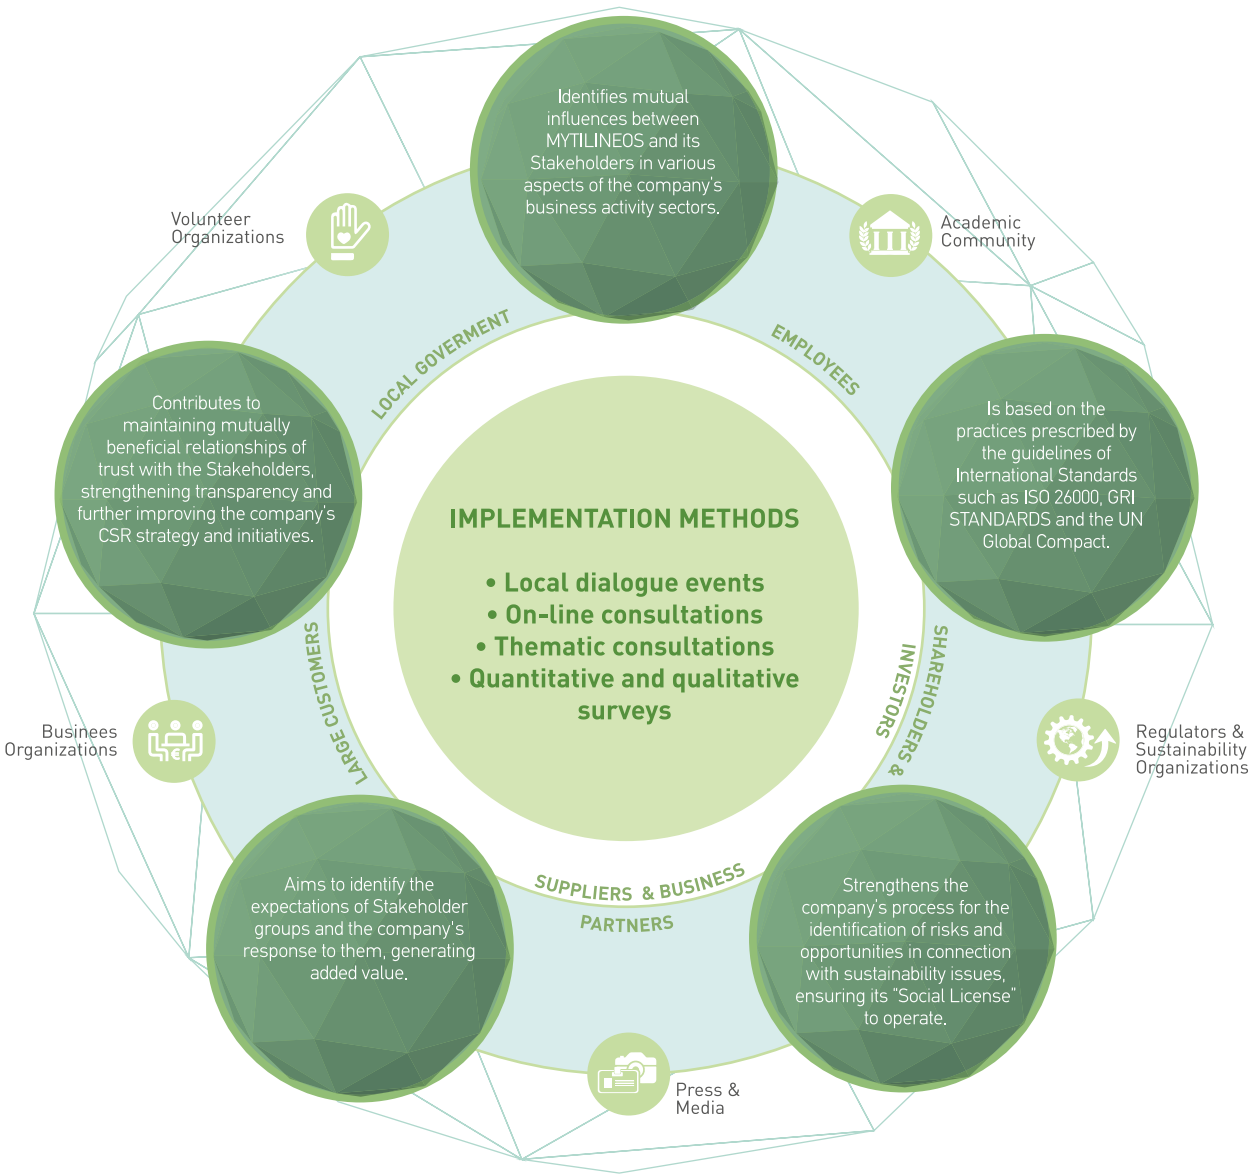 Identifies mutual
influences between
MYTILINEOS and its
Stakeholders in various
aspects of the company's
business activity sectors.
Volunteer
Organizations
Academic
Community
LOCAL GOVERMENT
EMPLOYEES
Contributes to
maintaining mutually
beneficial relationships of
trust with the Stakeholders,
strengthening transparency and
further improving the company's
CSR strategy and initiatives.
Is based on the
practices prescribed by
the guidelines of
International Standards
such as ISO 26000, GRI
STANDARDS and the UN
Global Compact.
IMPLEMENTATION METHODS
• Local dialogue events
• On-line consultations
• Thematic consultations
• Quantitative and qualitative
surveys
LARGE CUSTOMERS
SHAREHOLDERS &
INVESTORS
Businees
Organizations
Regulators &
Sustainability
Organizations
SUPPLIERS & BUSINESS
PARTNERS
Aims to identify the
expectations of Stakeholder
groups and the company's
response to them, generating
added value.
Strengthens the
company's process for the
identification of risks and
opportunities in connection
with sustainability issues,
ensuring its "Social License"
to operate.
Press &
Media